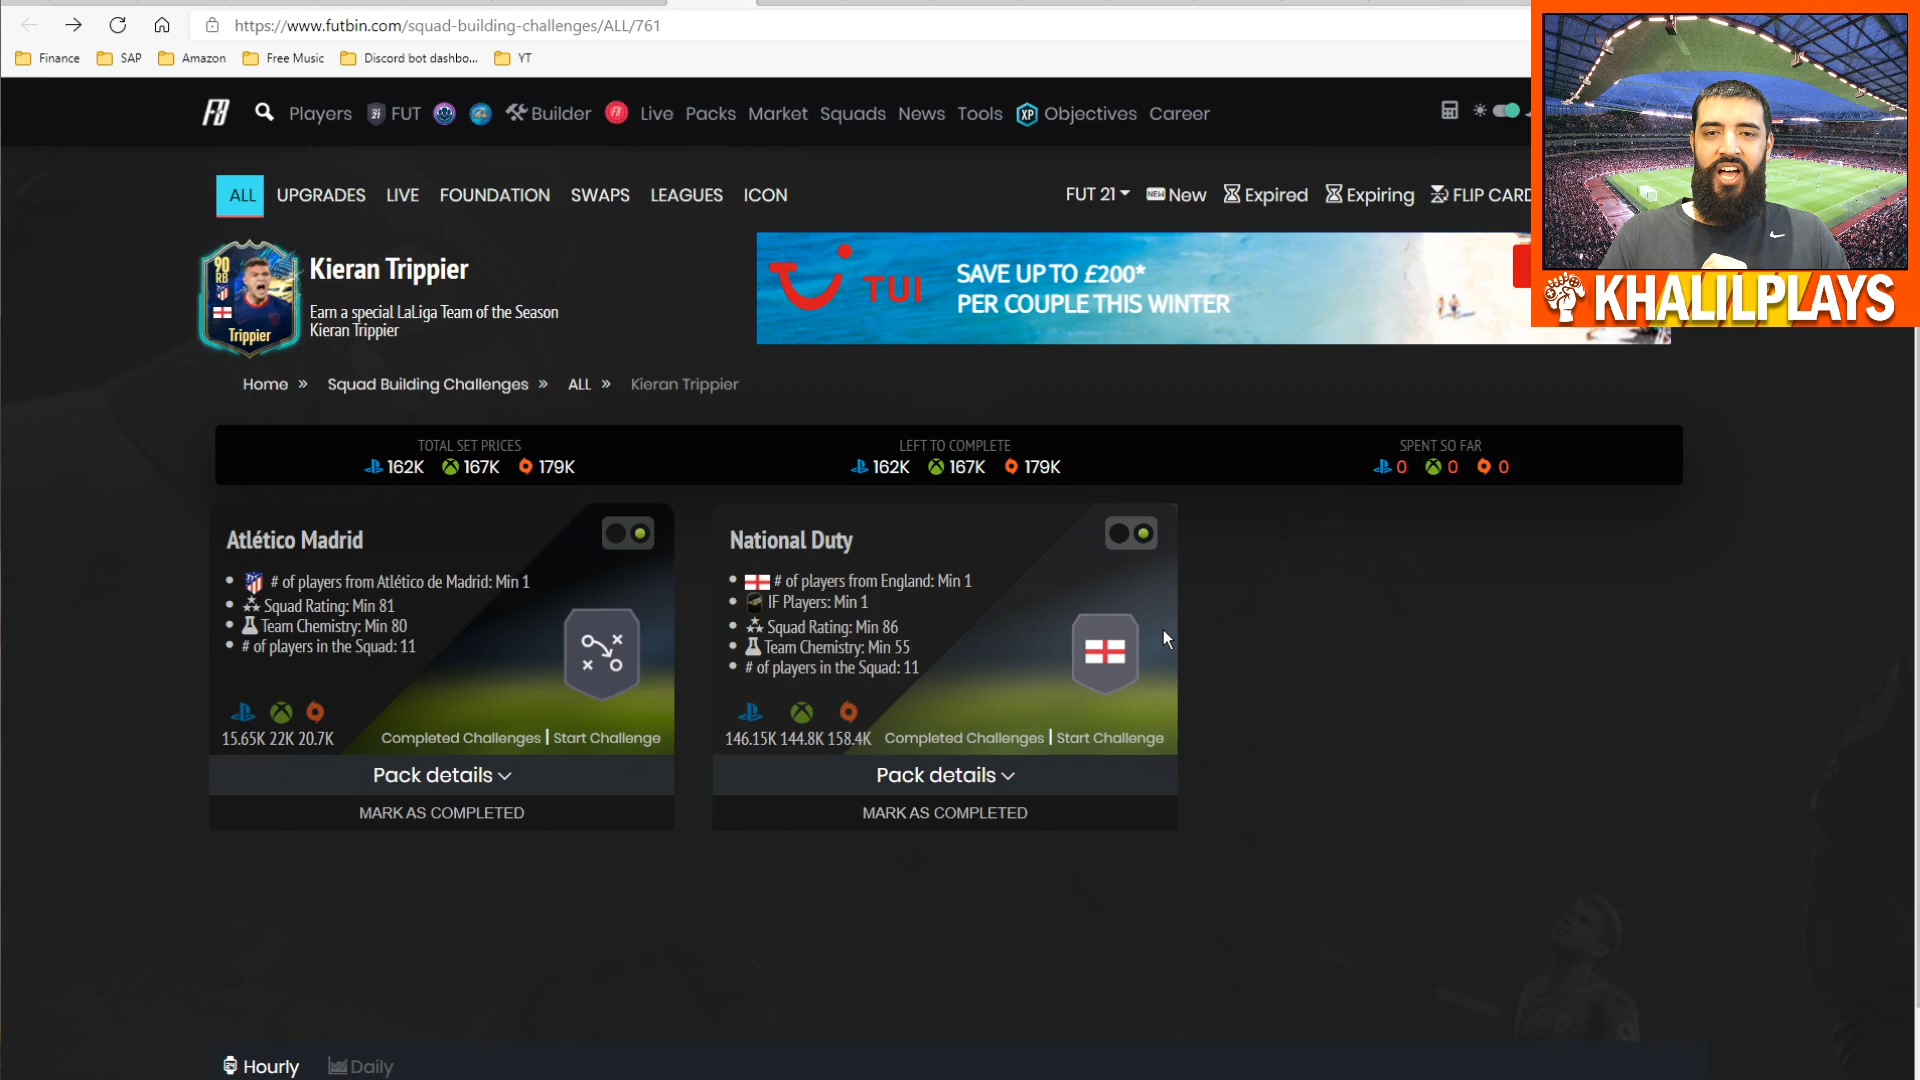 https://www.futbin.com/squad-building-challenges/ALL/761
Finance SAP Amazon Free Music Discord bot dashbo... YT
FB Players 21 FUT Builder Live Packs Market Squads News Tools XP Objectives Career
ALL UPGRADES LIVE FOUNDATION SWAPS LEAGUES ICON
FUT 21 NEW New Expired Expiring FLIP CARD
90
RB
Trippier
Kieran Trippier
Earn a special LaLiga Team of the Season
Kieran Trippier
TUI
SAVE UP TO £200*
PER COUPLE THIS WINTER
KHALILPLAYS
Home » Squad Building Challenges » ALL » Kieran Trippier
TOTAL SET PRICES
162K 167K 179K
LEFT TO COMPLETE
162K 167K 179K
SPENT SO FAR
0 0 0
Atlético Madrid
# of players from Atlético de Madrid: Min 1
Squad Rating: Min 81
Team Chemistry: Min 80
# of players in the Squad: 11
15.65K 22K 20.7K
Completed Challenges | Start Challenge
Pack details
MARK AS COMPLETED
National Duty
# of players from England: Min 1
IF Players: Min 1
Squad Rating: Min 86
Team Chemistry: Min 55
# of players in the Squad: 11
146.15K 144.8K 158.4K
Completed Challenges | Start Challenge
Pack details
MARK AS COMPLETED
Hourly Daily